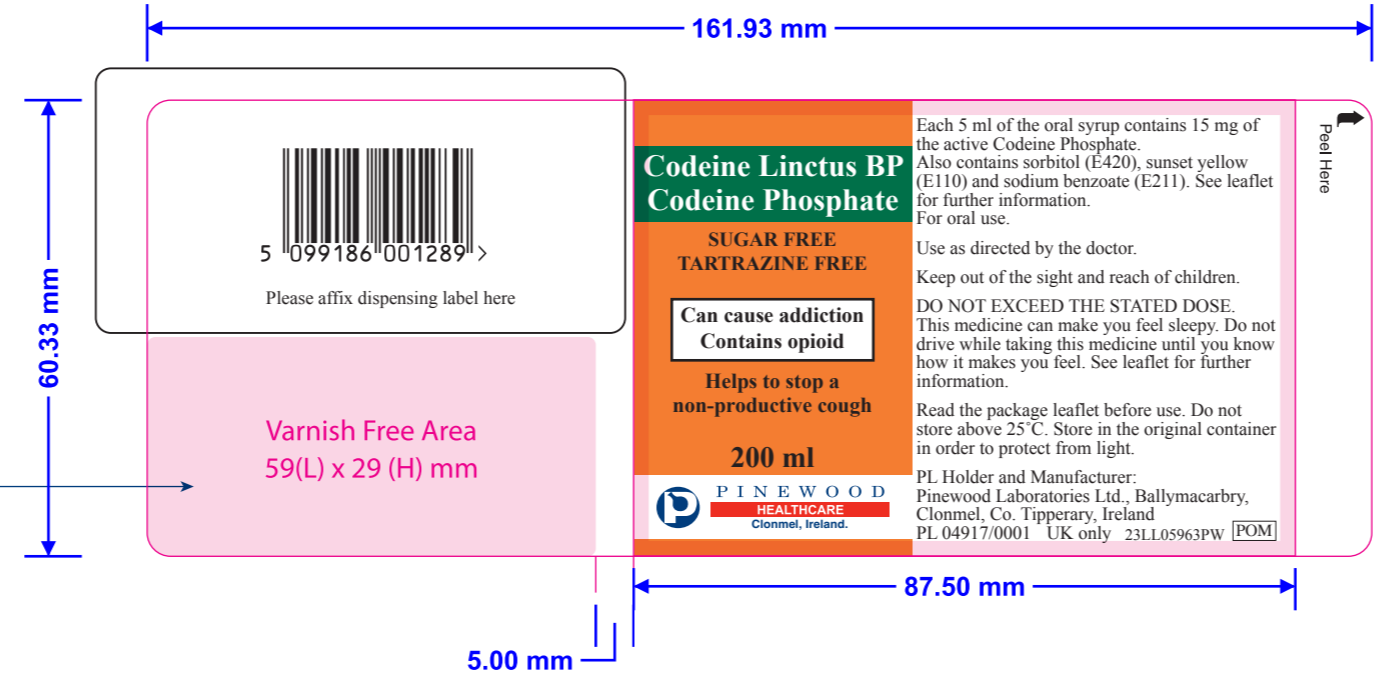 161.93 mm
60.33 mm
5 099186 001289 >
Please affix dispensing label here
Varnish Free Area
59(L) x 29 (H) mm
Codeine Linctus BP
Codeine Phosphate
SUGAR FREE
TARTRAZINE FREE
Can cause addiction
Contains opioid
Helps to stop a
non-productive cough
200 ml
P
PINEWOOD
HEALTHCARE
Clonmel, Ireland.
Each 5 ml of the oral syrup contains 15 mg of
the active Codeine Phosphate.
Also contains sorbitol (E420), sunset yellow
(E110) and sodium benzoate (E211). See leaflet
for further information.
For oral use.
Use as directed by the doctor.
Keep out of the sight and reach of children.
DO NOT EXCEED THE STATED DOSE.
This medicine can make you feel sleepy. Do not
drive while taking this medicine until you know
how it makes you feel. See leaflet for further
information.
Read the package leaflet before use. Do not
store above 25˚C. Store in the original container
in order to protect from light.
PL Holder and Manufacturer:
Pinewood Laboratories Ltd., Ballymacarbry,
Clonmel, Co. Tipperary, Ireland
PL 04917/0001 UK only 23LL05963PW POM
Peel Here
87.50 mm
5.00 mm